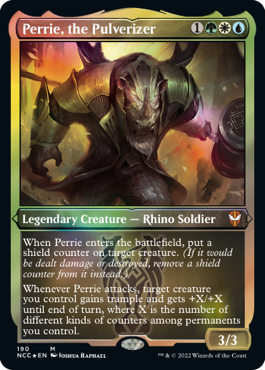 Perrie, the Pulverizer
1
Legendary Creature — Rhino Soldier
When Perrie enters the battlefield, put a
shield counter on target creature. (If it would
be dealt damage or destroyed, remove a
shield counter from it instead.)
Whenever Perrie attacks, target creature
you control gains trample and gets +X/+X
until end of turn, where X is the number of
different kinds of counters among permanents
you control.
3/3
190 M
NCC ★ EN Joshua Raphael
™ & © 2022 Wizards of the Coast